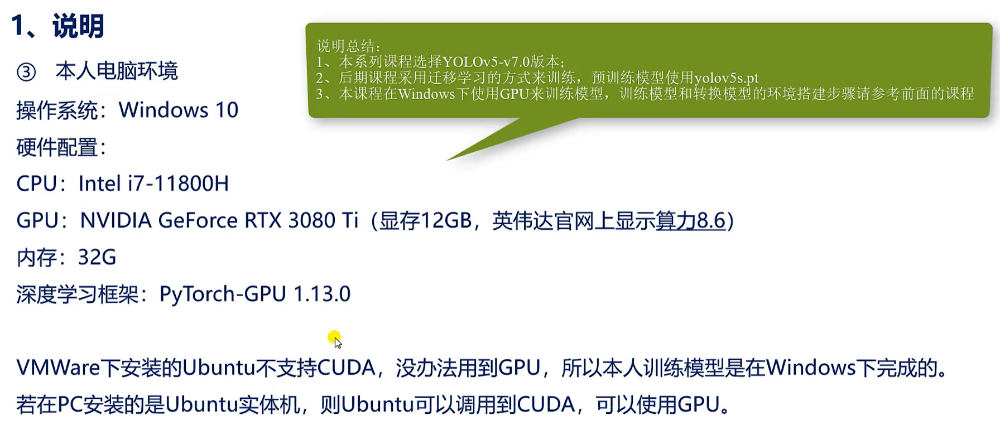 1、说明
说明总结：
1、本系列课程选择YOLOv5-v7.0版本；
2、后期课程采用迁移学习的方式来训练，预训练模型使用yolov5s.pt
3、本课程在Windows下使用GPU来训练模型，训练模型和转换模型的环境搭建步骤请参考前面的课程
③ 本人电脑环境
操作系统：Windows 10
硬件配置：
CPU：Intel i7-11800H
GPU：NVIDIA GeForce RTX 3080 Ti（显存12GB，英伟达官网上显示算力8.6）
内存：32G
深度学习框架：PyTorch-GPU 1.13.0
VMWare下安装的Ubuntu不支持CUDA，没办法用到GPU，所以本人训练模型是在Windows下完成的。
若在PC安装的是Ubuntu实体机，则Ubuntu可以调用到CUDA，可以使用GPU。